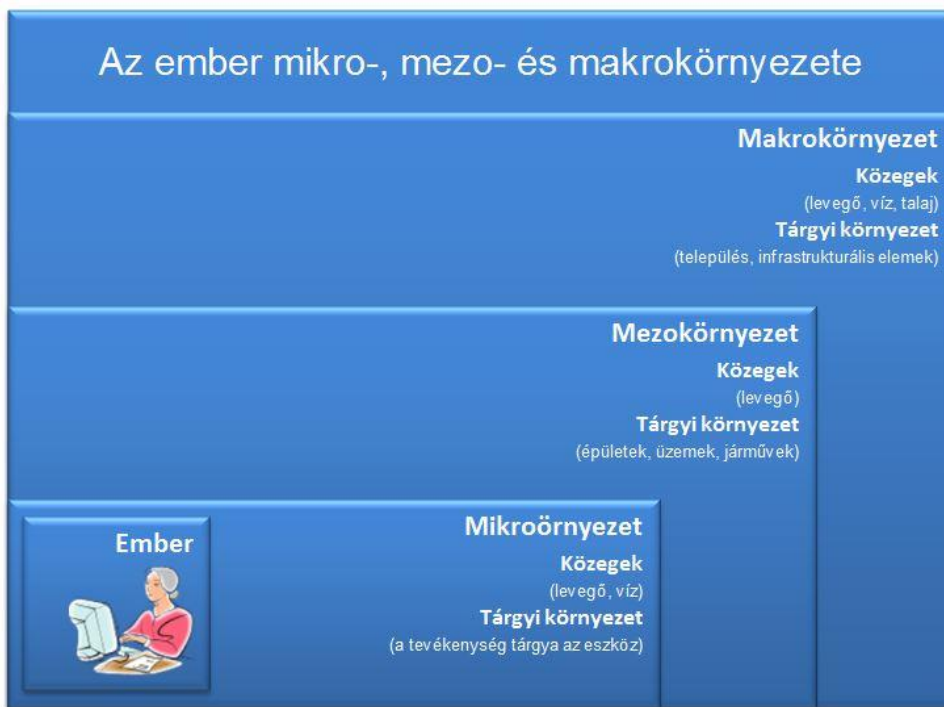 Az ember mikro-, mezo- és makrokörnyezete
Makrokörnyezet
Közegek
(levegő, víz, talaj)
Tárgyi környezet
(település, infrastrukturális elemek)
Mezokörnyezet
Közegek
(levegő)
Tárgyi környezet
(épületek, üzemek, járművek)
Mikroörnyezet
Közegek
(levegő, víz)
Tárgyi környezet
(a tevékenység tárgya az eszköz)
Ember